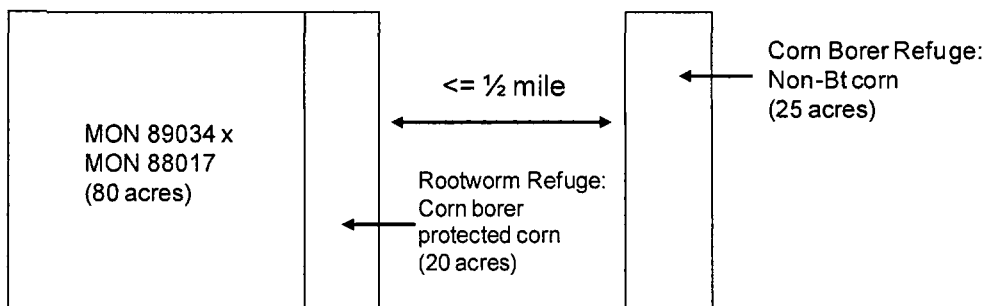 MON 89034 x
MON 88017
(80 acres)
<= ½ mile
Rootworm Refuge:
Corn borer
protected corn
(20 acres)
Corn Borer Refuge:
Non-Bt corn
(25 acres)